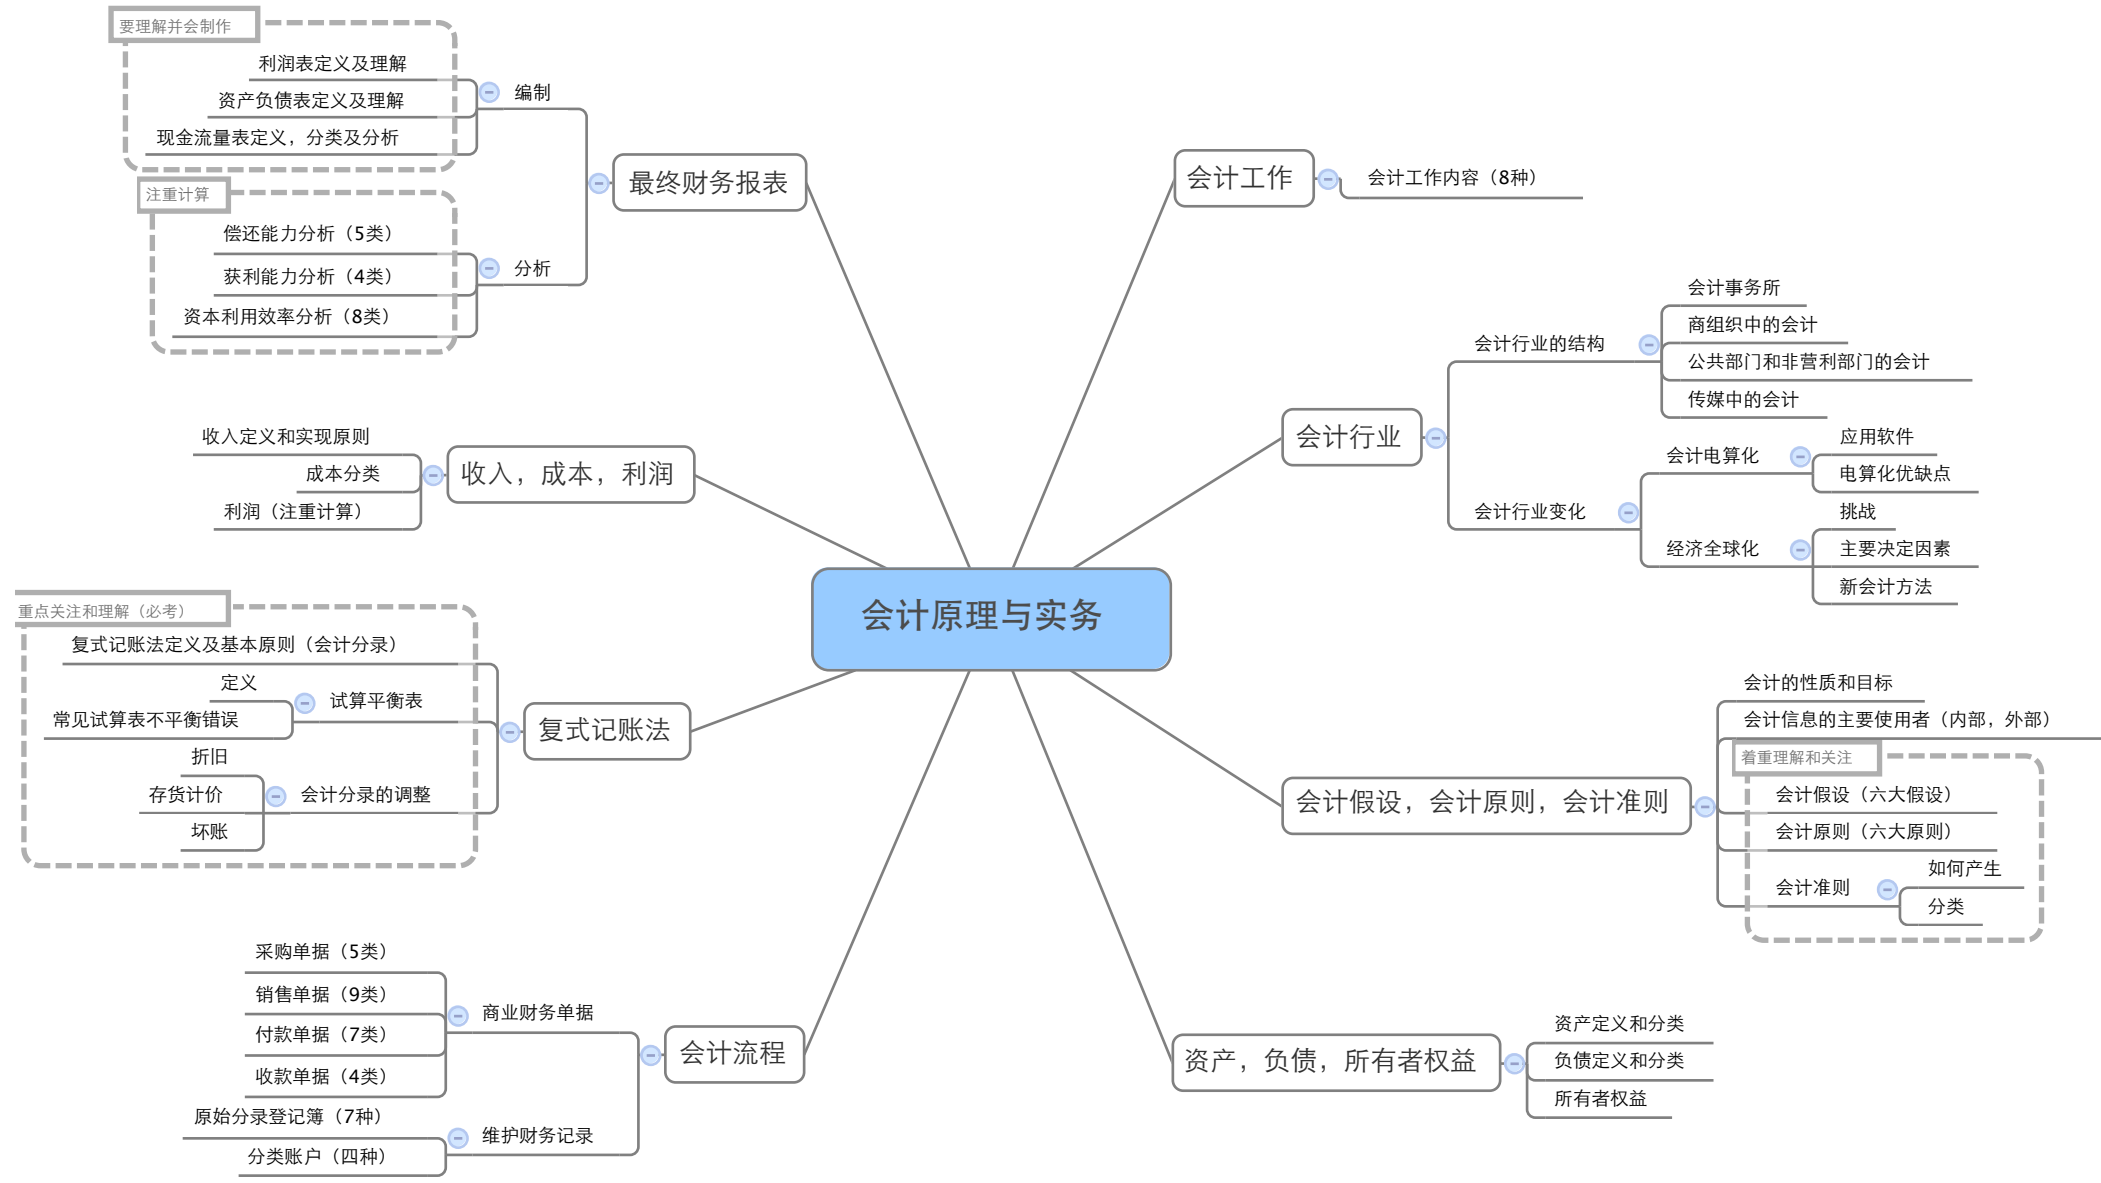 会计原理与实务
会计工作
会计工作内容（8种）
会计行业
会计行业的结构
会计事务所
商组织中的会计
公共部门和非营利部门的会计
传媒中的会计
会计行业变化
会计电算化
应用软件
电算化优缺点
经济全球化
挑战
主要决定因素
新会计方法
会计假设，会计原则，会计准则
会计的性质和目标
会计信息的主要使用者（内部，外部）
着重理解和关注
会计假设（六大假设）
会计原则（六大原则）
会计准则
如何产生
分类
资产，负债，所有者权益
资产定义和分类
负债定义和分类
所有者权益
最终财务报表
编制
要理解并会制作
利润表定义及理解
资产负债表定义及理解
现金流量表定义，分类及分析
分析
注重计算
偿还能力分析（5类）
获利能力分析（4类）
资本利用效率分析（8类）
收入，成本，利润
收入定义和实现原则
成本分类
利润（注重计算）
复式记账法
重点关注和理解（必考）
复式记账法定义及基本原则（会计分录）
试算平衡表
定义
常见试算表不平衡错误
会计分录的调整
折旧
存货计价
坏账
会计流程
商业财务单据
采购单据（5类）
销售单据（9类）
付款单据（7类）
收款单据（4类）
维护财务记录
原始分录登记簿（7种）
分类账户（四种）